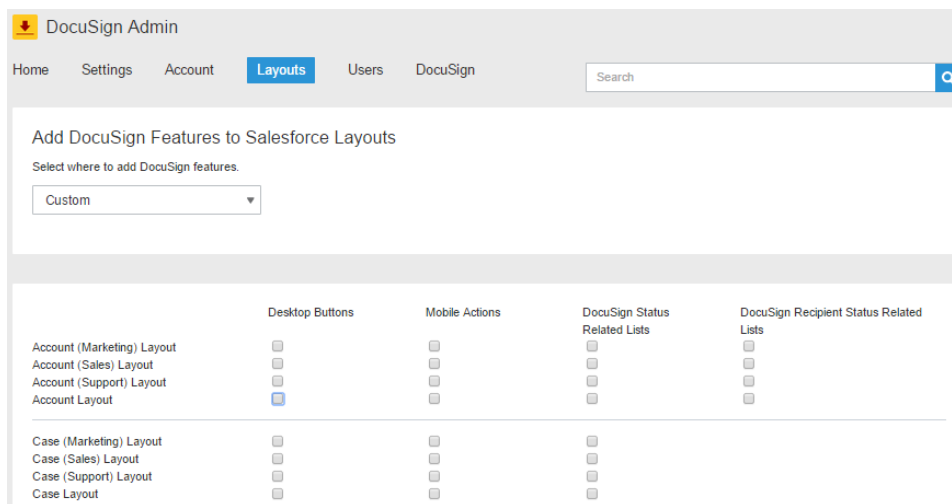 DocuSign Admin
Home Settings Account Layouts Users DocuSign
Search
Add DocuSign Features to Salesforce Layouts
Select where to add DocuSign features.
Custom
Desktop Buttons Mobile Actions DocuSign Status DocuSign Recipient Status Related
Related Lists Lists
Account (Marketing) Layout
Account (Sales) Layout
Account (Support) Layout
Account Layout
Case (Marketing) Layout
Case (Sales) Layout
Case (Support) Layout
Case Layout